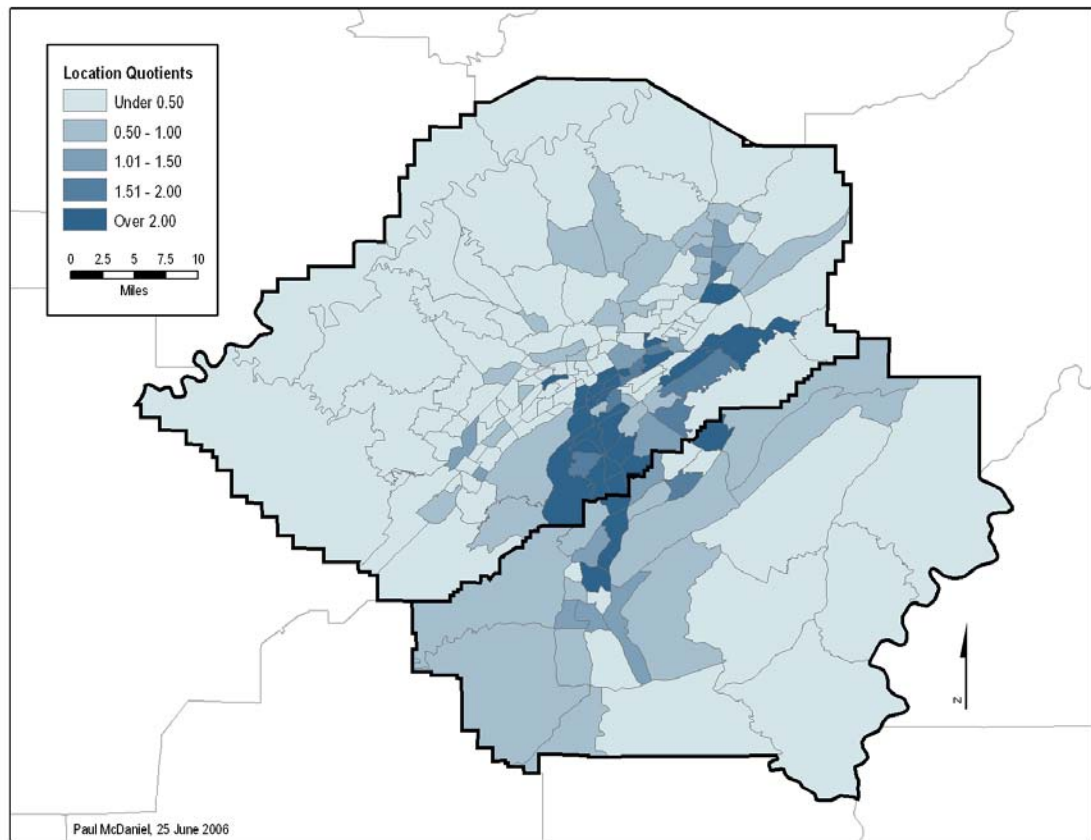 Location Quotients
Under 0.50
0.50 - 1.00
1.01 - 1.50
1.51 - 2.00
Over 2.00
0 2.5 5 7.5 10
Miles
N
Paul McDaniel, 25 June 2006